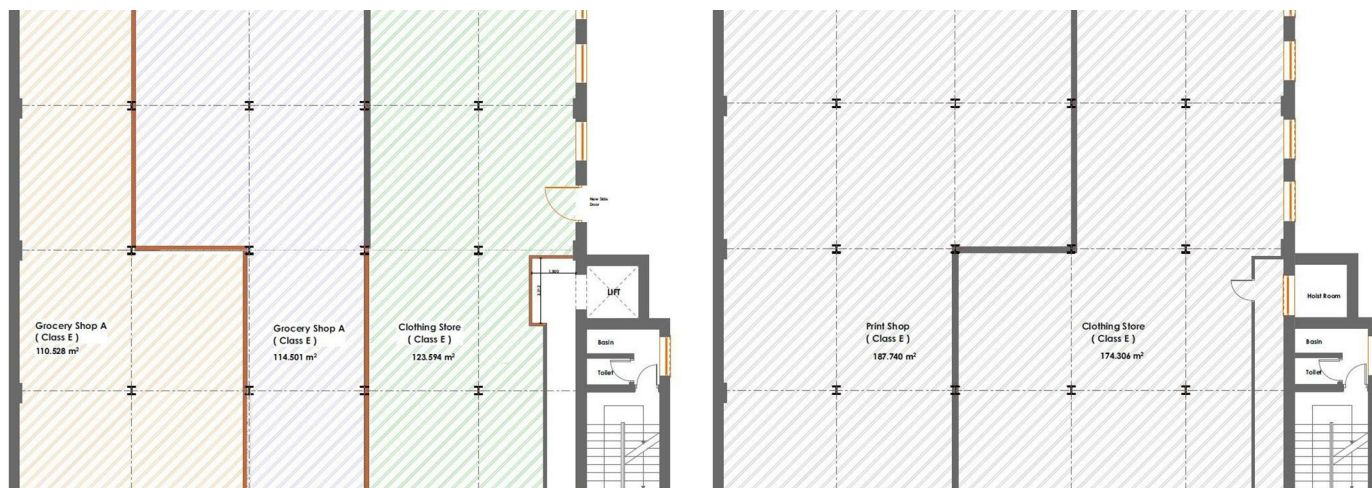 New Side
Door
1.500
LIFT
Grocery Shop A
( Class E )
110.528 m²
Grocery Shop A
( Class E )
114.501 m²
Clothing Store
( Class E )
123.594 m²
Basin
Toilet
Hoist Room
Print Shop
( Class E )
187.740 m²
Clothing Store
(Class E )
174.306 m²
Basin
Toilet